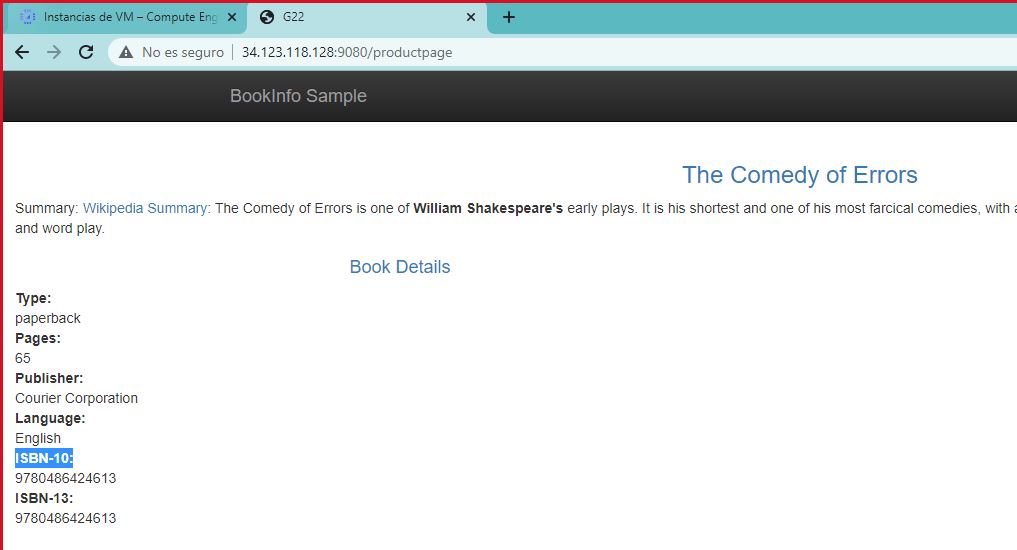 Instancias de VM – Compute Eng
G22
No es seguro
34.123.118.128:9080/productpage
BookInfo Sample
The Comedy of Errors
Summary: Wikipedia Summary: The Comedy of Errors is one of William Shakespeare's early plays. It is his shortest and one of his most farcical comedies, with a
and word play.
Book Details
Type:
paperback
Pages:
65
Publisher:
Courier Corporation
Language:
English
ISBN-10:
9780486424613
ISBN-13:
9780486424613